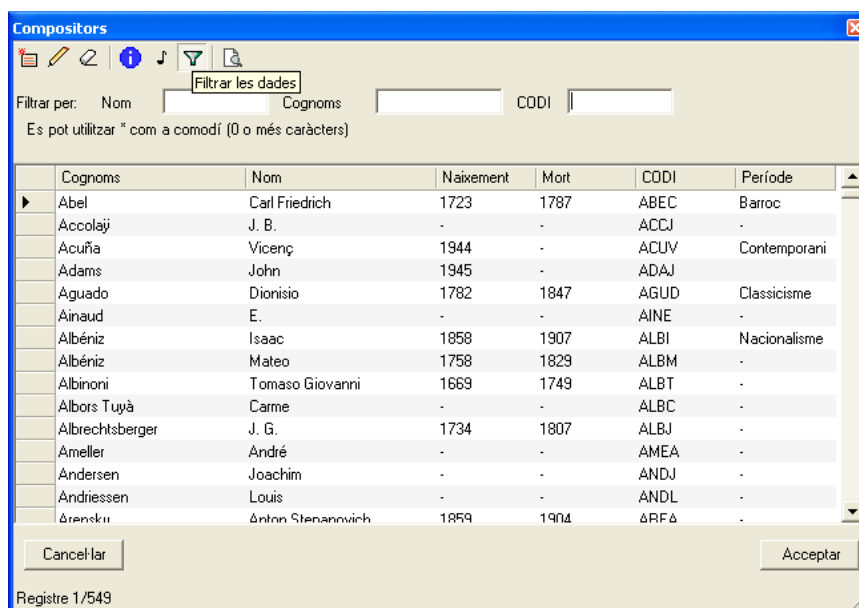 Compositors
Filtrar les dades
Filtrar per: Nom Cognoms CODI
Es pot utilitzar * com a comodí (0 o més caràcters)
Cognoms Nom Naixement Mort CODI Període
Abel Carl Friedrich 1723 1787 ABEC Barroc
Accolaÿ J. B. - - ACCJ -
Acuña Vicenç 1944 - ACUV Contemporani
Adams John 1945 - ADAJ
Aguado Dionisio 1782 1847 AGUD Classicisme
Ainaud E. - - AINE -
Albéniz Isaac 1858 1907 ALBI Nacionalisme
Albéniz Mateo 1758 1829 ALBM -
Albinoni Tomaso Giovanni 1669 1749 ALBT -
Albors Tuyà Carme - - ALBC -
Albrechtsberger J. G. 1734 1807 ALBJ -
Ameller André - - AMEA -
Andersen Joachim - - ANDJ -
Andriessen Louis - - ANDL -
Arensky Anton Stepanovich 1859 1904 AREA -
Cancel·lar Acceptar
Registre 1/549